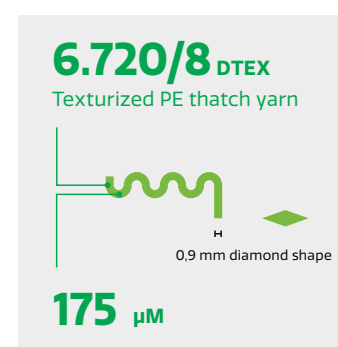 6.720/8 DTEX
Texturized PE thatch yarn
0,9 mm diamond shape
175 µM